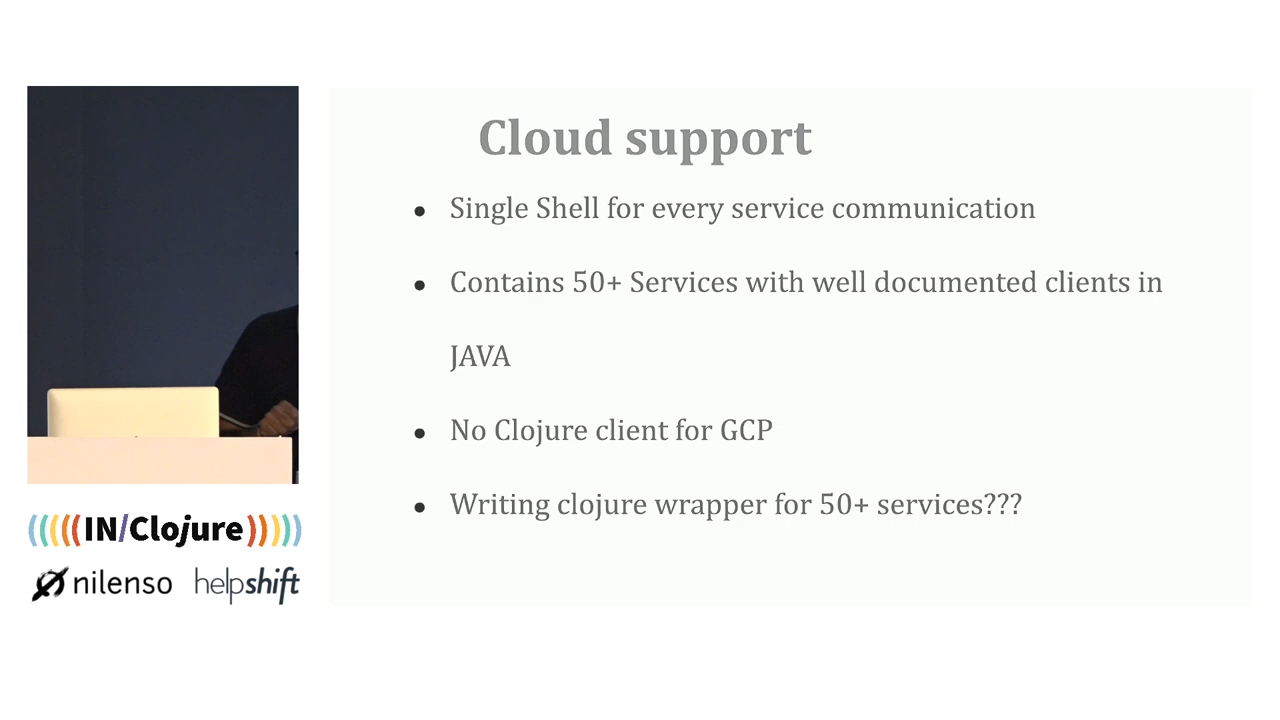 Cloud support
● Single Shell for every service communication
● Contains 50+ Services with well documented clients in
JAVA
● No Clojure client for GCP
● Writing clojure wrapper for 50+ services???
(((((IN/Clojure)))))
nilenso helpshift